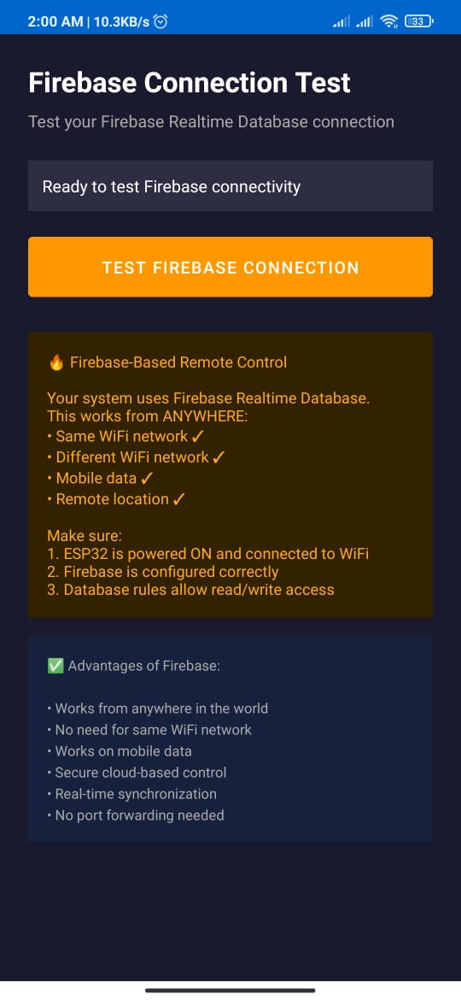 2:00 AM | 10.3KB/s
33
Firebase Connection Test
Test your Firebase Realtime Database connection
Ready to test Firebase connectivity
TEST FIREBASE CONNECTION
🔥 Firebase-Based Remote Control
Your system uses Firebase Realtime Database.
This works from ANYWHERE:
• Same WiFi network ✓
• Different WiFi network ✓
• Mobile data ✓
• Remote location ✓
Make sure:
1. ESP32 is powered ON and connected to WiFi
2. Firebase is configured correctly
3. Database rules allow read/write access
✅ Advantages of Firebase:
• Works from anywhere in the world
• No need for same WiFi network
• Works on mobile data
• Secure cloud-based control
• Real-time synchronization
• No port forwarding needed